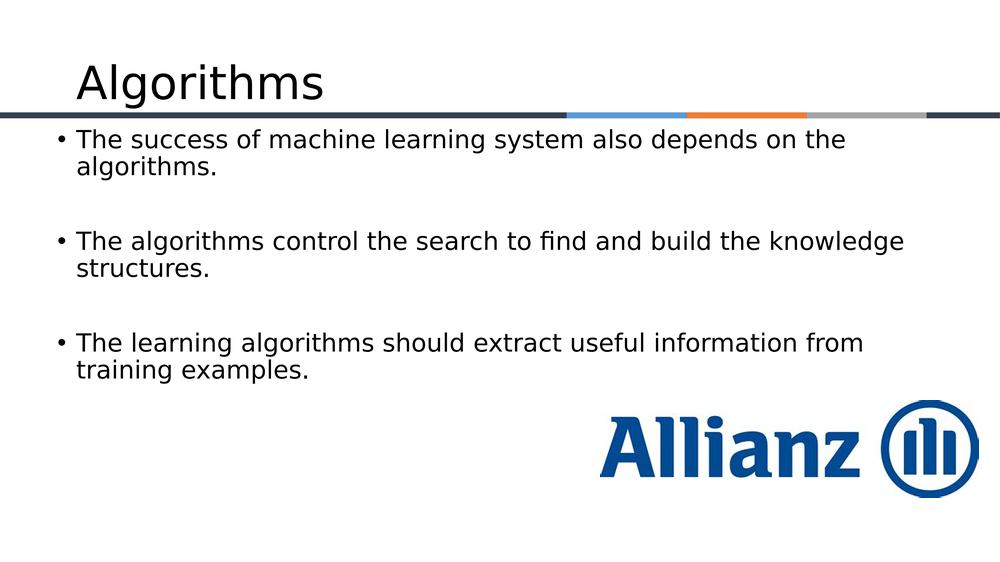 Algorithms
• The success of machine learning system also depends on the
algorithms.
• The algorithms control the search to find and build the knowledge
structures.
• The learning algorithms should extract useful information from
training examples.
Allianz